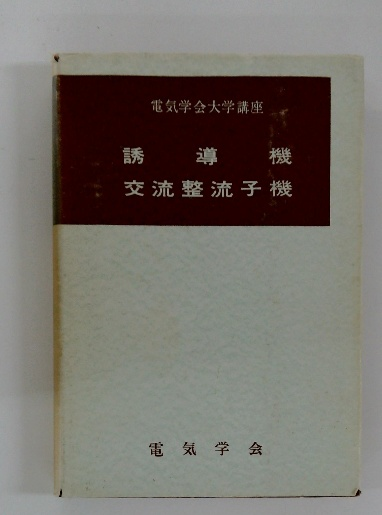 電気学会大学講座
誘導機
交流整流子機
電気学会